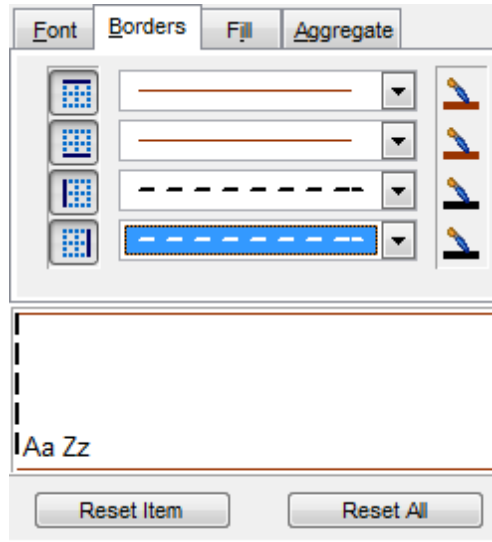 Font Borders Fill Aggregate
Aa Zz
Reset Item Reset All